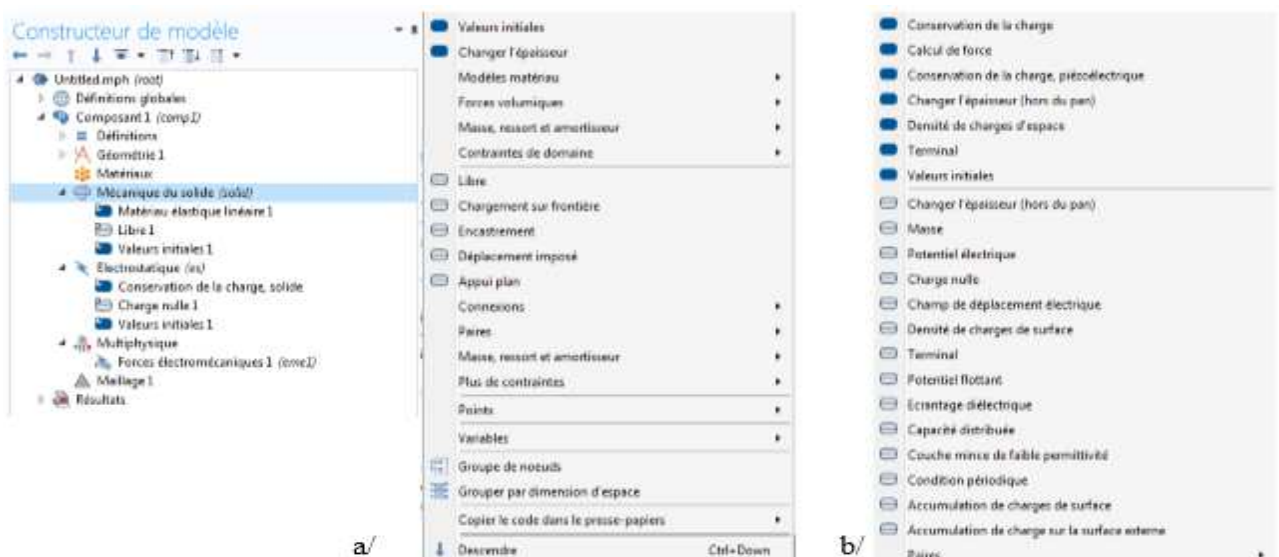 Constructeur de modèle
Untitled.mph (root)
Définitions globales
Composant 1 (comp1)
Définitions
Géométrie 1
Matériaux
Mécanique du solide (solid)
Matériau élastique linéaire 1
Libre 1
Valeurs initiales 1
Electrostatique (es)
Conservation de la charge, solide
Charge nulle 1
Valeurs initiales 1
Multiphysique
Forces électromécaniques 1 (eme1)
Maillage 1
Résultats
a/
Valeurs initiales
Changer l'épaisseur
Modèles matériau
Forces volumiques
Masse, ressort et amortisseur
Contraintes de domaine
Libre
Chargement sur frontière
Encastrement
Déplacement imposé
Appui plan
Connexions
Paires
Masse, ressort et amortisseur
Plus de contraintes
Points
Variables
Groupe de noeuds
Grouper par dimension d'espace
Copier le code dans le presse-papiers
Descendre Ctrl+Down
b/
Conservation de la charge
Calcul de force
Conservation de la charge, piézoélectrique
Changer l'épaisseur (hors du pan)
Densité de charges d'espace
Terminal
Valeurs initiales
Changer l'épaisseur (hors du pan)
Masse
Potentiel électrique
Charge nulle
Champ de déplacement électrique
Densité de charges de surface
Terminal
Potentiel flottant
Ecrantage diélectrique
Capacité distribuée
Couche mince de faible permittivité
Condition périodique
Accumulation de charges de surface
Accumulation de charge sur la surface externe
Paires